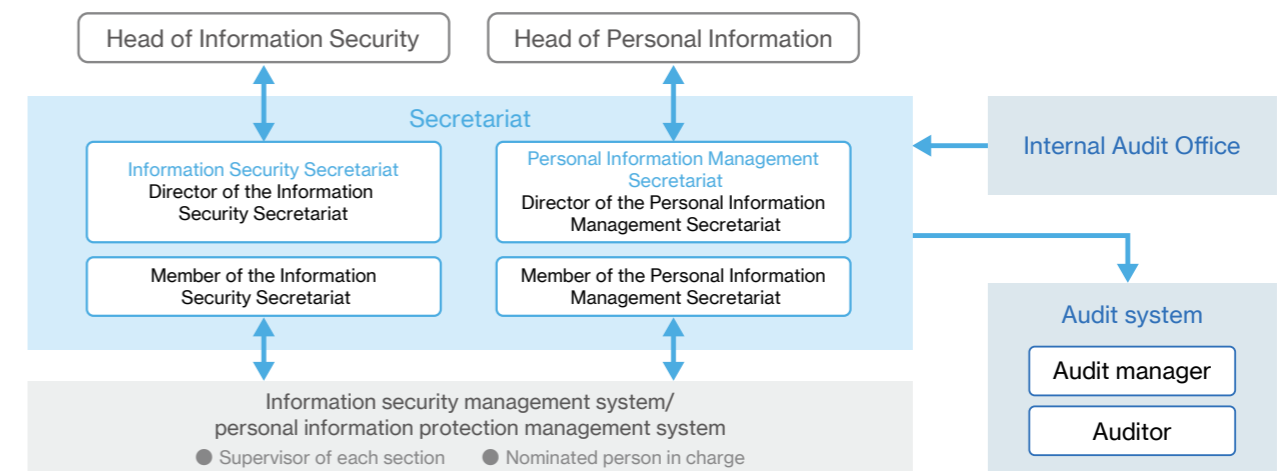 Head of Information Security
Head of Personal Information
Secretariat
Information Security Secretariat
Director of the Information
Security Secretariat
Personal Information Management
Secretariat
Director of the Personal Information
Management Secretariat
Member of the Information
Security Secretariat
Member of the Personal Information
Management Secretariat
Internal Audit Office
Audit system
Audit manager
Auditor
Information security management system/
personal information protection management system
● Supervisor of each section
● Nominated person in charge